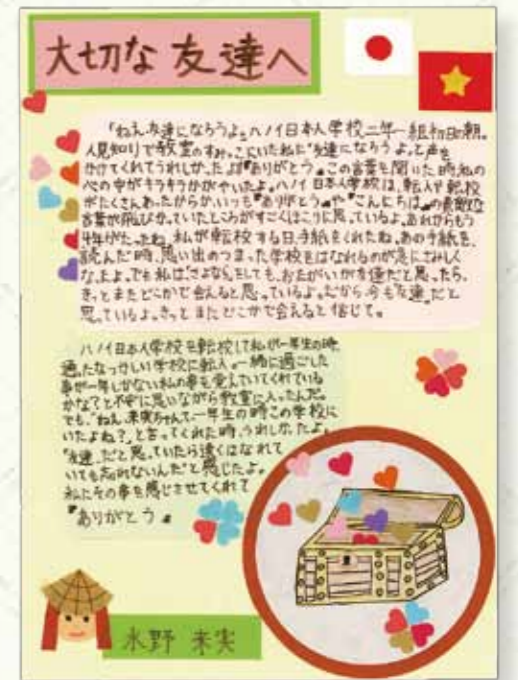 大切な友達へ
「ねえ、友達になろうよ。」ハノイ日本人学校二年一組初日の朝。
人見知りで教室のすみっこにいた私に「友達になろうよ。」と声を
かけてくれてうれしかったよ。「ありがとう」この言葉を聞いた時、私の
心の中がキラキラかがやいたよ。ハノイ日本人学校は、転入や転校
がたくさんあったからか、いつも「ありがとう」や「こんにちは」の素敵な
言葉が飛びかっていたところがすごくほこりに思っているよ。あれからもう
4年がたったね。私が転校する日、手紙をくれたね。あの手紙を、
読んだ時、思い出のつまった学校をはなれるのが急にさみしく
なったよ。でも私は、さよならをしても、おたがいが友達だと思ったら、
きっとまたどこかで会えると思っているよ。だから今も友達だと
思っているよ。きっとまたどこかで会えると信じて。
ハノイ日本人学校を転校して私が一年生の時、
通ったなつかしい学校に転入。一緒に過ごした
事が一年しかない私の事を覚えていてくれている
かな?と不安に思いながら教室に入ったんだ。
でも、「ねえ、来実ちゃんって一年生の時この学校に
いたよね?」と言ってくれた時、うれしかったよ。
「友達」だと思っていたら遠くはなれて
いても忘れないんだと感じたよ。
私にその事を感じさせてくれて
「ありがとう」
水野 来実